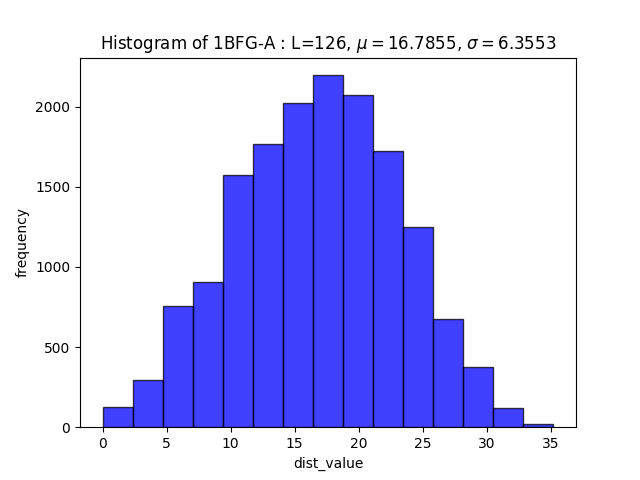 Histogram of 1BFG-A : L=126, μ = 16.7855, σ = 6.3553
2000
1500
1000
500
0
frequency
0 5 10 15 20 25 30 35
dist_value